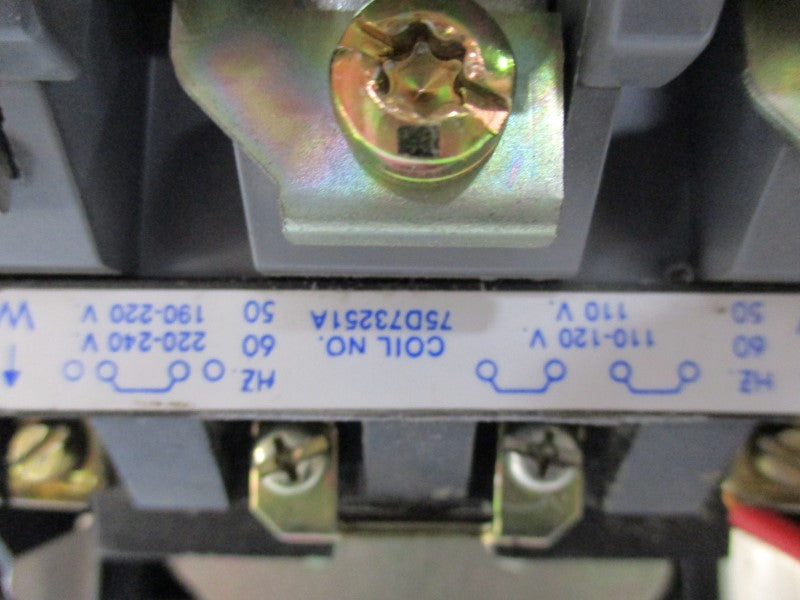 HZ.
60 110-120 V.
50 110 V.
COIL NO.
75D73251A
HZ.
60 220-240 V.
50 190-220 V.